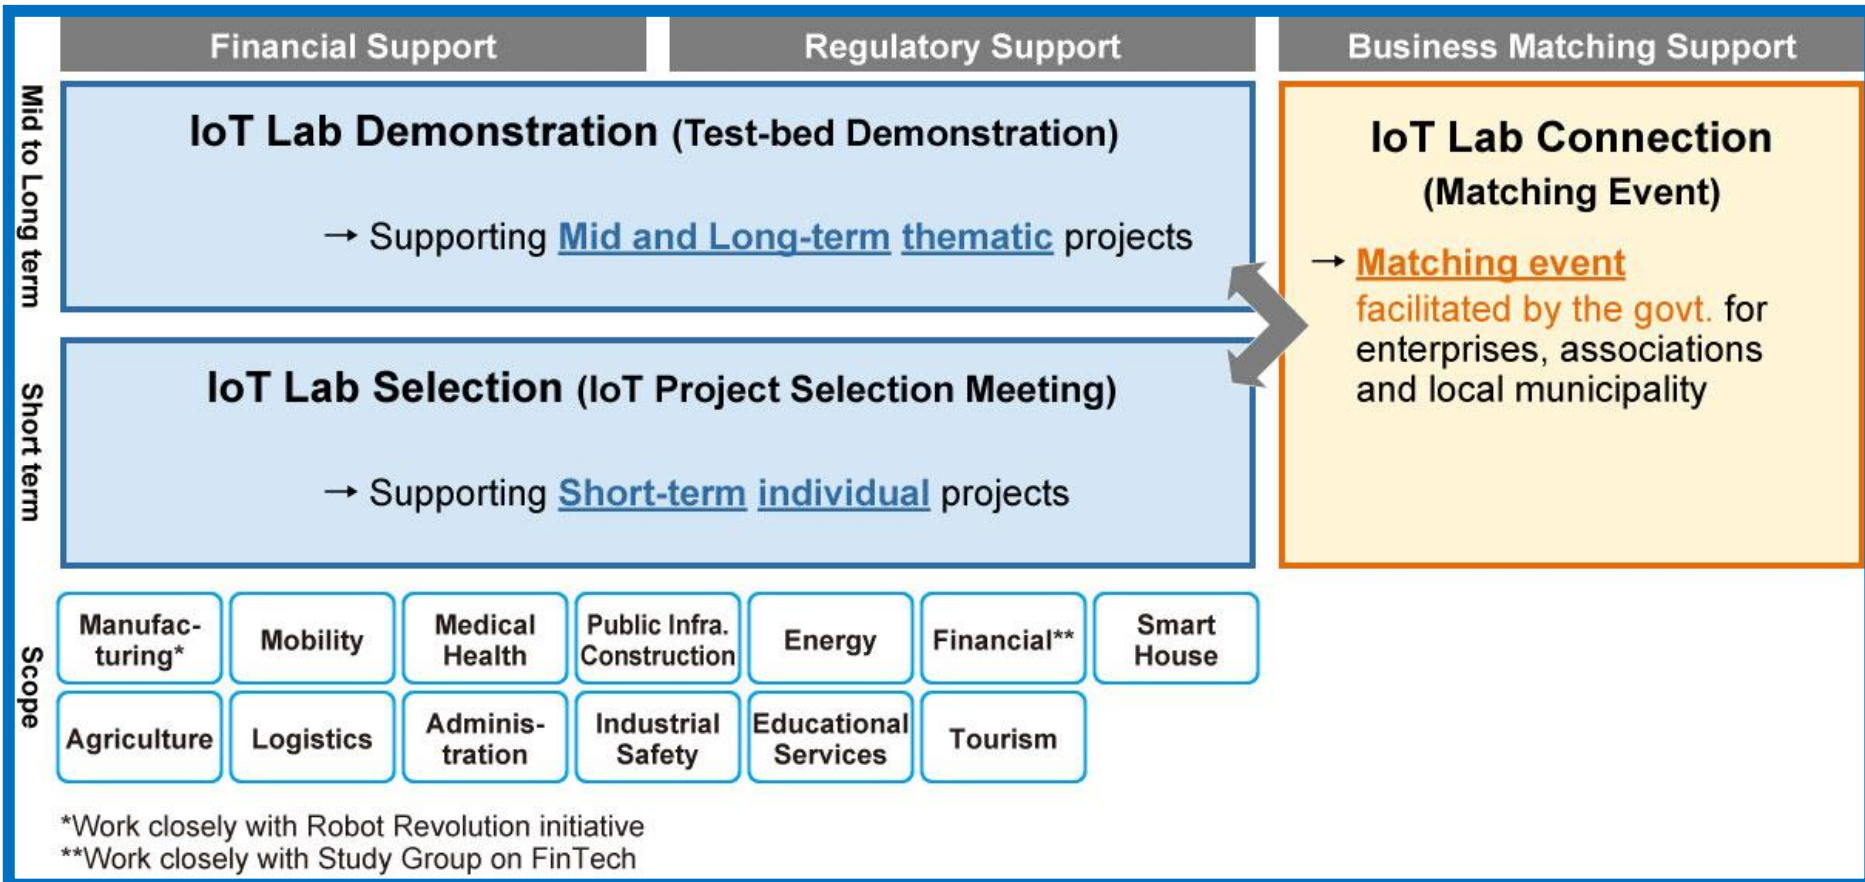 Financial Support
Regulatory Support
Business Matching Support
Mid to Long term
IoT Lab Demonstration (Test-bed Demonstration)
→ Supporting Mid and Long-term thematic projects
Short term
IoT Lab Selection (IoT Project Selection Meeting)
→ Supporting Short-term individual projects
IoT Lab Connection
(Matching Event)
→ Matching event
facilitated by the govt. for
enterprises, associations
and local municipality
Scope
Manufac-
turing*
Mobility
Medical
Health
Public Infra.
Construction
Energy
Financial**
Smart
House
Agriculture
Logistics
Adminis-
tration
Industrial
Safety
Educational
Services
Tourism
*Work closely with Robot Revolution initiative
**Work closely with Study Group on FinTech